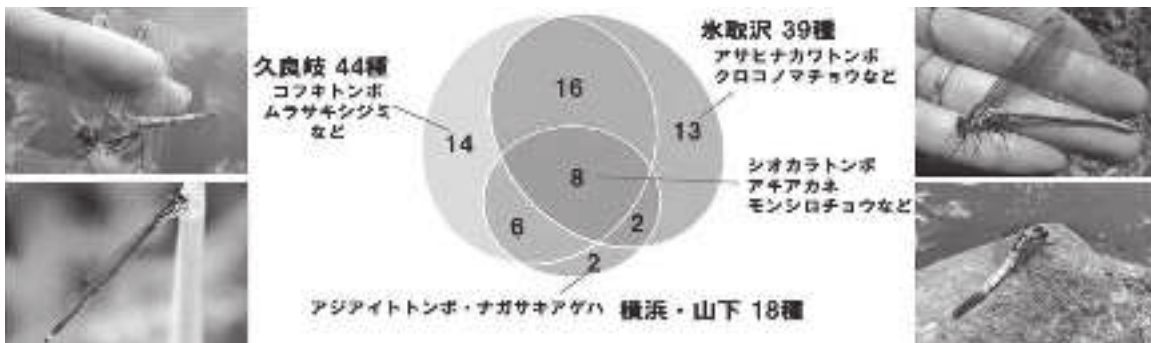 久良岐 44種
コフキトンボ
ムラサキシジミ
など
氷取沢 39種
アサヒナカワトンボ
クロコノマチョウなど
16
14
13
8
シオカラトンボ
アキアカネ
モンシロチョウなど
6
2
2
アジアイトトンボ・ナガサキアゲハ
横浜・山下 18種